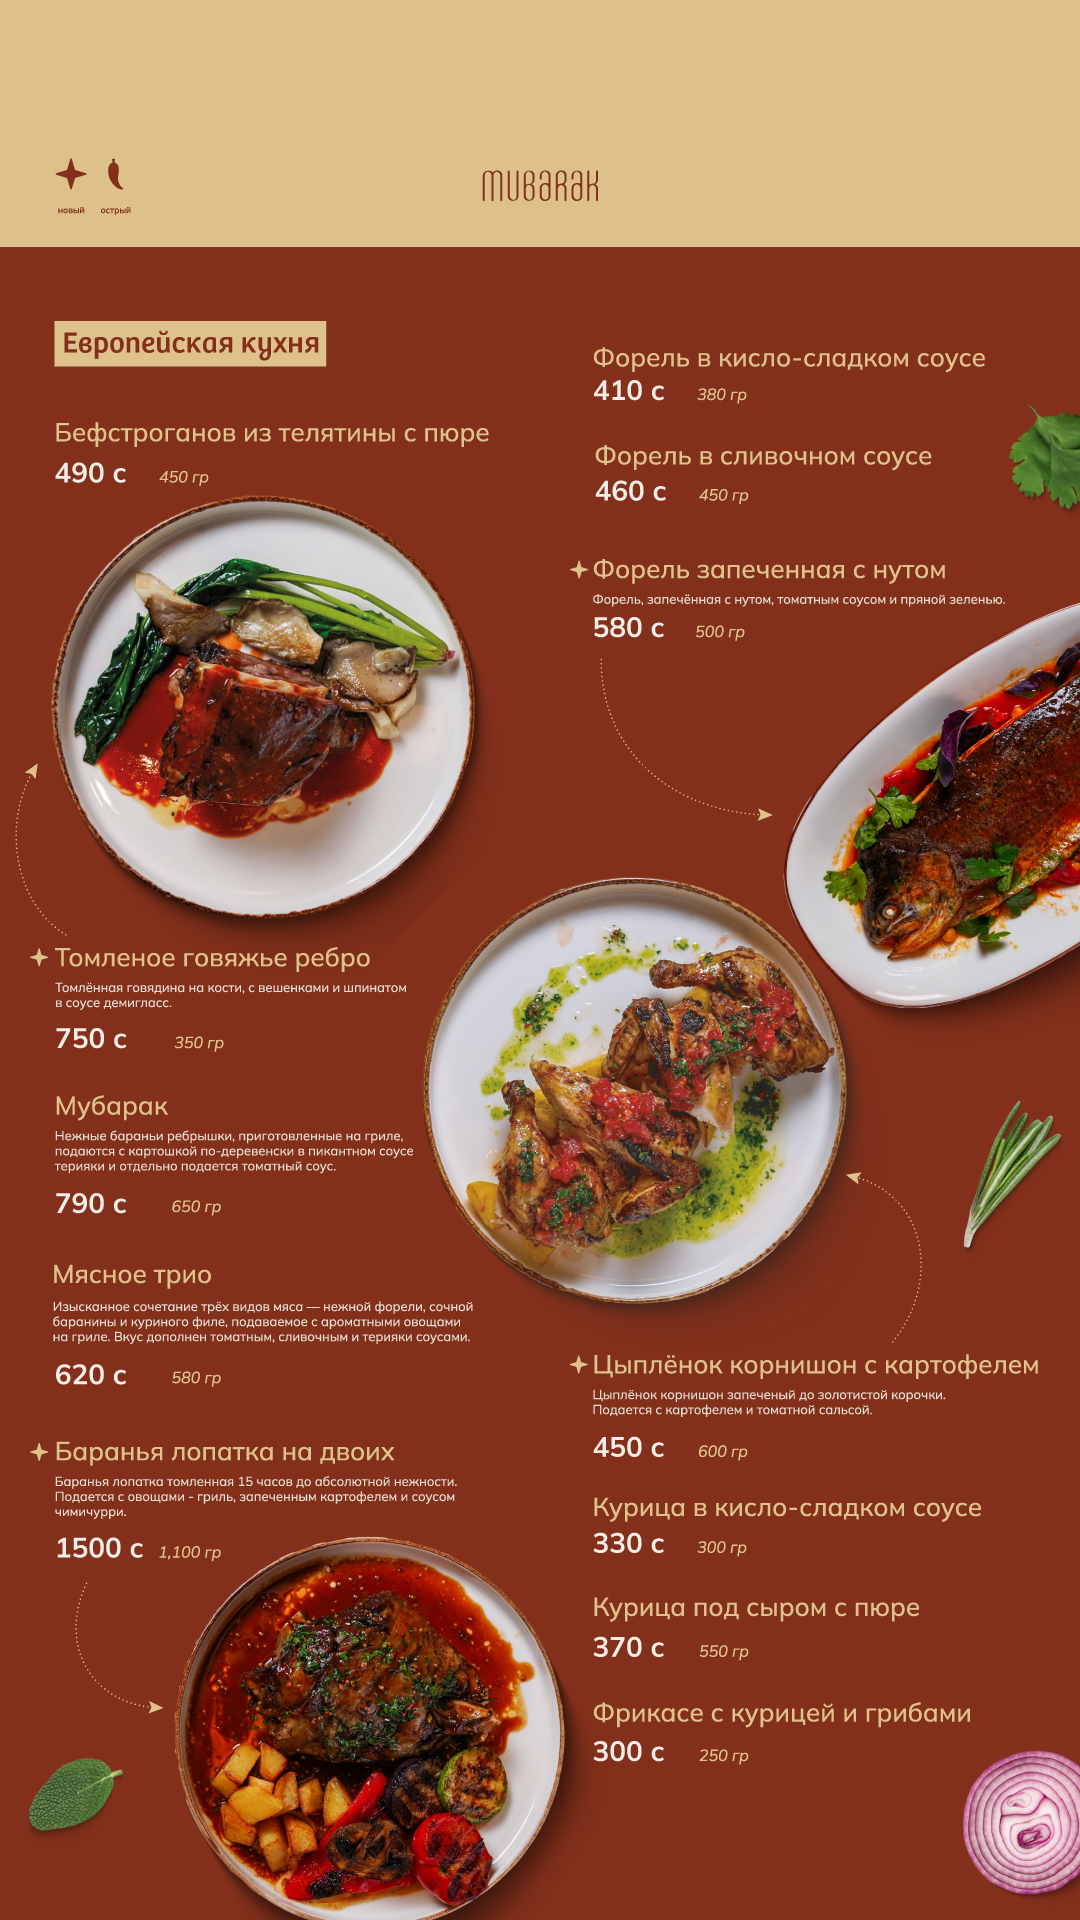 новый острый
MUBARAK
Европейская кухня
Бефстроганов из телятины с пюре
490 с 450 гр
Томленое говяжье ребро
Томлённая говядина на кости, с вешенками и шпинатом
в соусе демигласс.
750 с 350 гр
Мубарак
Нежные бараньи ребрышки, приготовленные на гриле,
подаются с картошкой по-деревенски в пикантном соусе
терияки и отдельно подается томатный соус.
790 с 650 гр
Мясное трио
Изысканное сочетание трёх видов мяса — нежной форели, сочной
баранины и куриного филе, подаваемое с ароматными овощами
на гриле. Вкус дополнен томатным, сливочным и терияки соусами.
620 с 580 гр
Баранья лопатка на двоих
Баранья лопатка томленная 15 часов до абсолютной нежности.
Подается с овощами - гриль, запеченным картофелем и соусом
чимичурри.
1500 с 1,100 гр
Форель в кисло-сладком соусе
410 с 380 гр
Форель в сливочном соусе
460 с 450 гр
Форель запеченная с нутом
Форель, запечённая с нутом, томатным соусом и пряной зеленью.
580 с 500 гр
Цыплёнок корнишон с картофелем
Цыплёнок корнишон запеченый до золотистой корочки.
Подается с картофелем и томатной сальсой.
450 с 600 гр
Курица в кисло-сладком соусе
330 с 300 гр
Курица под сыром с пюре
370 с 550 гр
Фрикасе с курицей и грибами
300 с 250 гр